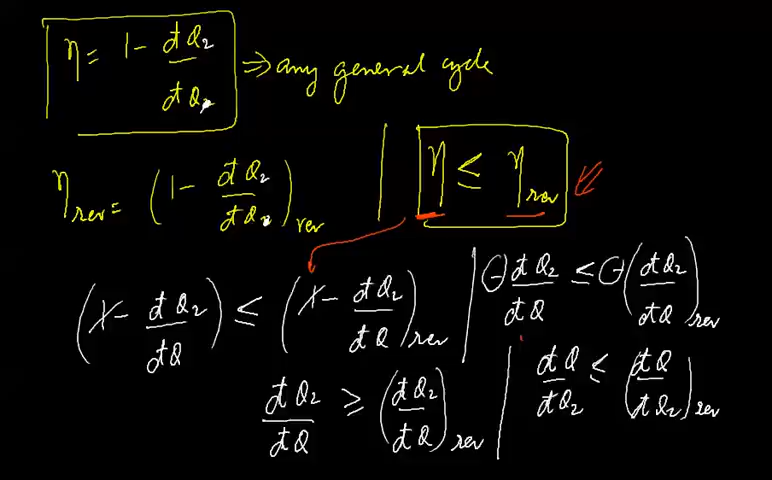 η = 1 - đQ₂/đQ ⇒ any general cycle
η_rev = (1 - đQ₂/đQ)_rev | η ≤ η_rev
(1 - đQ₂/đQ) ≤ (1 - đQ₂/đQ)_rev | - đQ₂/đQ ≤ - (đQ₂/đQ)_rev
đQ₂/đQ ≥ (đQ₂/đQ)_rev | đQ/đQ₂ ≤ (đQ/đQ₂)_rev